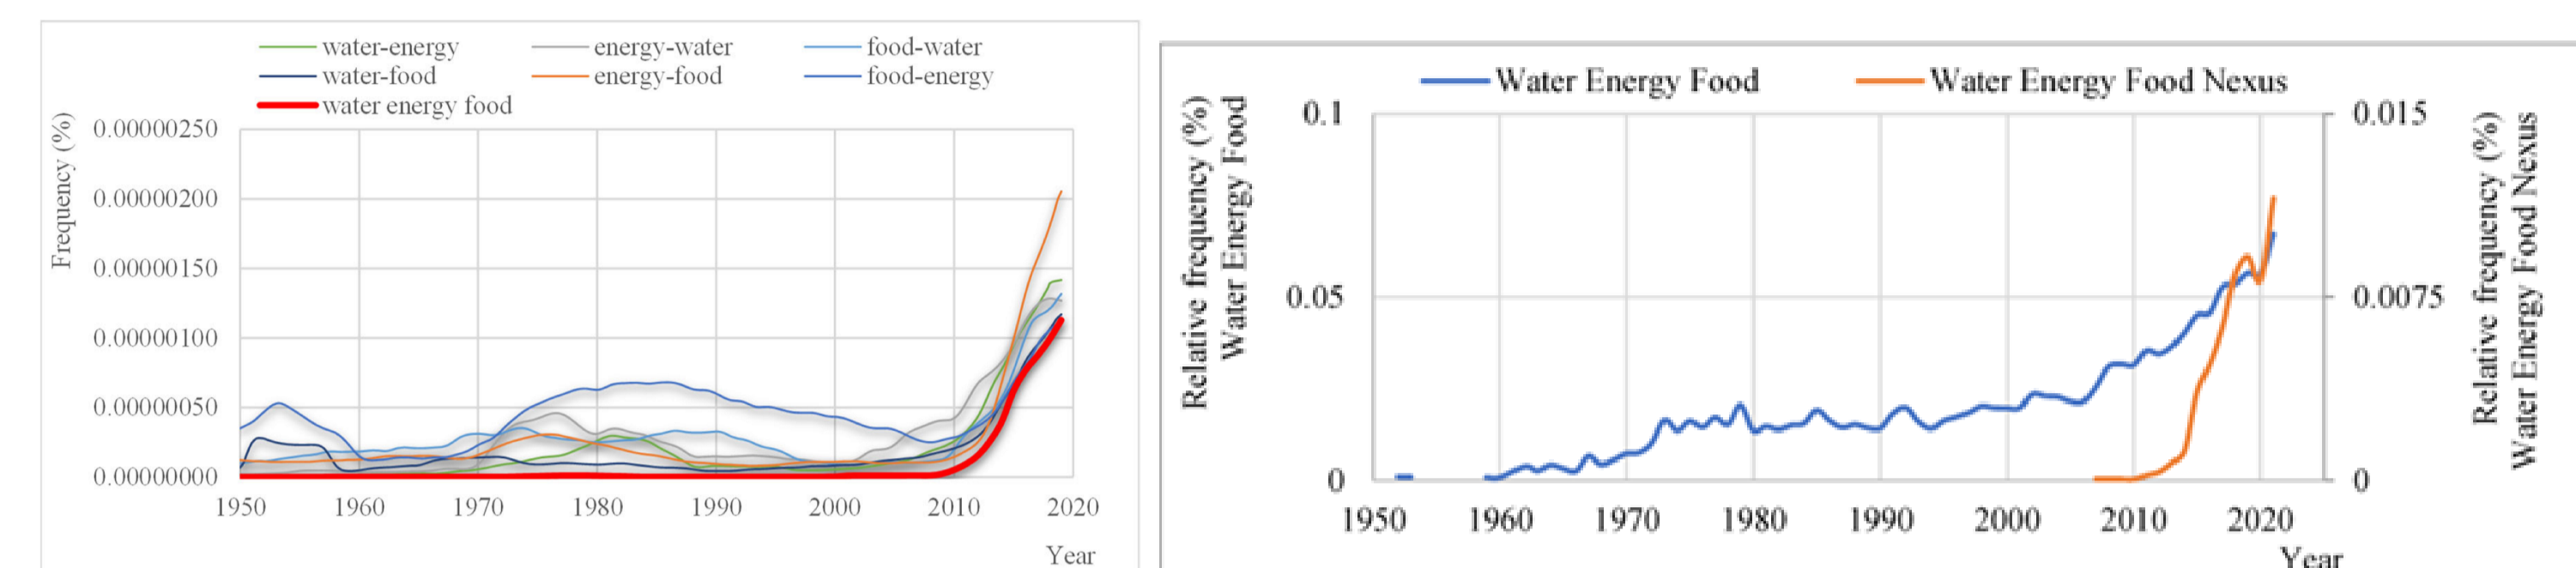 water-energy energy-water food-water
water-food energy-food food-energy
water energy food
Frequency (%)
0.00000250
0.00000200
0.00000150
0.00000100
0.00000050
0.00000000
1950 1960 1970 1980 1990 2000 2010 2020
Year
Water Energy Food Water Energy Food Nexus
Relative frequency (%)
Water Energy Food
0.1
0.05
0
0.015
0.0075
0
Relative frequency (%)
Water Energy Food Nexus
1950 1960 1970 1980 1990 2000 2010 2020
Year